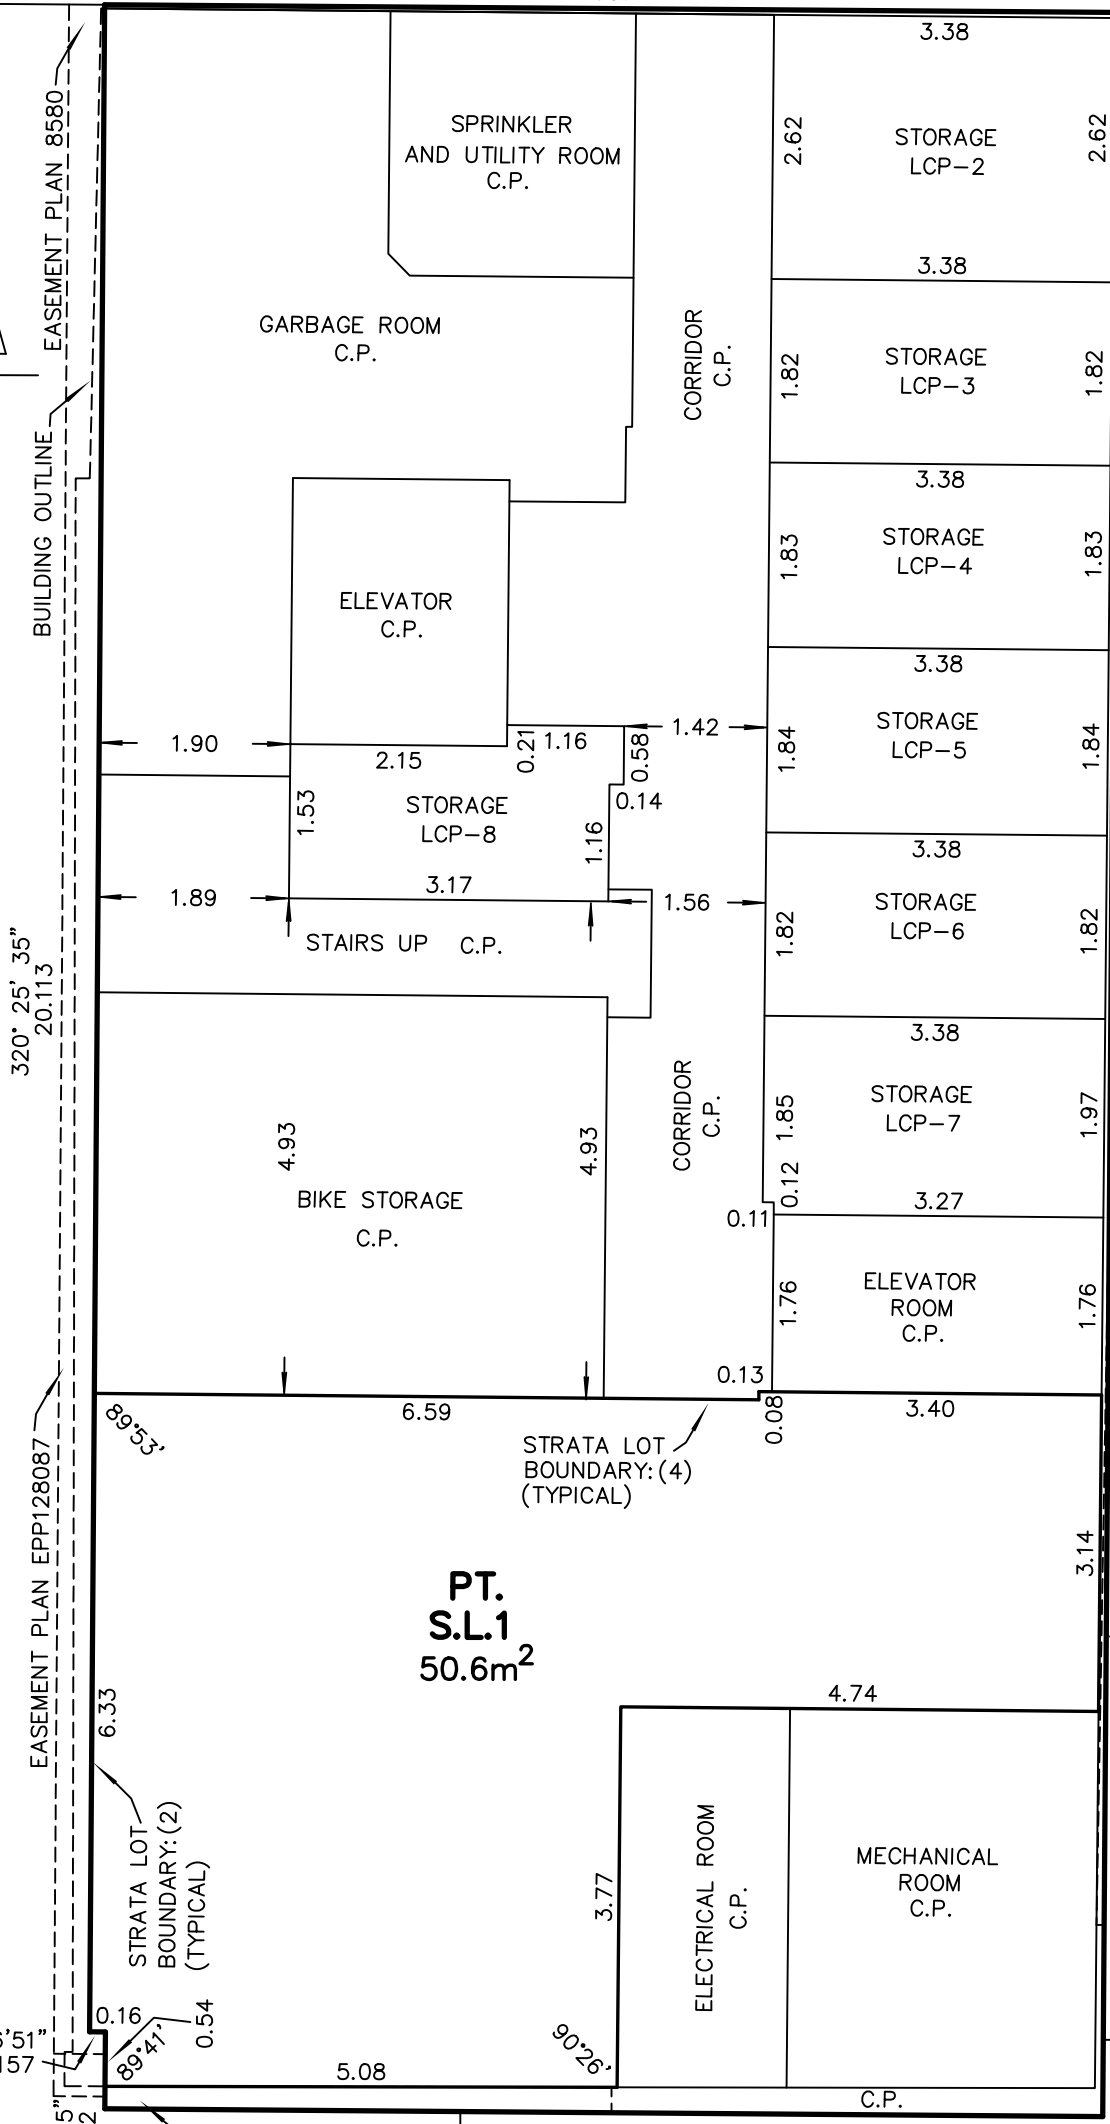 3.38
EASEMENT PLAN 8580
SPRINKLER
AND UTILITY ROOM
C.P.
2.62
STORAGE
LCP-2
2.62
3.38
GARBAGE ROOM
C.P.
CORRIDOR
C.P.
1.82
STORAGE
LCP-3
1.82
3.38
BUILDING OUTLINE
ELEVATOR
C.P.
1.83
STORAGE
LCP-4
1.83
3.38
1.90
2.15
0.21
1.16
0.58
1.42
1.84
STORAGE
LCP-5
1.84
1.53
STORAGE
LCP-8
0.14
1.16
3.38
1.89
3.17
1.56
STAIRS UP C.P.
1.82
STORAGE
LCP-6
1.82
320° 25' 35"
20.113
3.38
4.93
4.93
BIKE STORAGE
C.P.
CORRIDOR
C.P.
1.85
STORAGE
LCP-7
1.97
0.12
3.27
0.11
1.76
ELEVATOR
ROOM
C.P.
1.76
0.13
89°53'
6.59
0.08
3.40
STRATA LOT
BOUNDARY:(4)
(TYPICAL)
EASEMENT PLAN EPP128087
3.14
PT.
S.L.1
50.6m²
4.74
6.33
STRATA LOT
BOUNDARY:(2)
(TYPICAL)
3.77
ELECTRICAL ROOM
C.P.
MECHANICAL
ROOM
C.P.
0.16
0.54
'51"
157
89°41'
90°26'
5.08
C.P.
5"
2